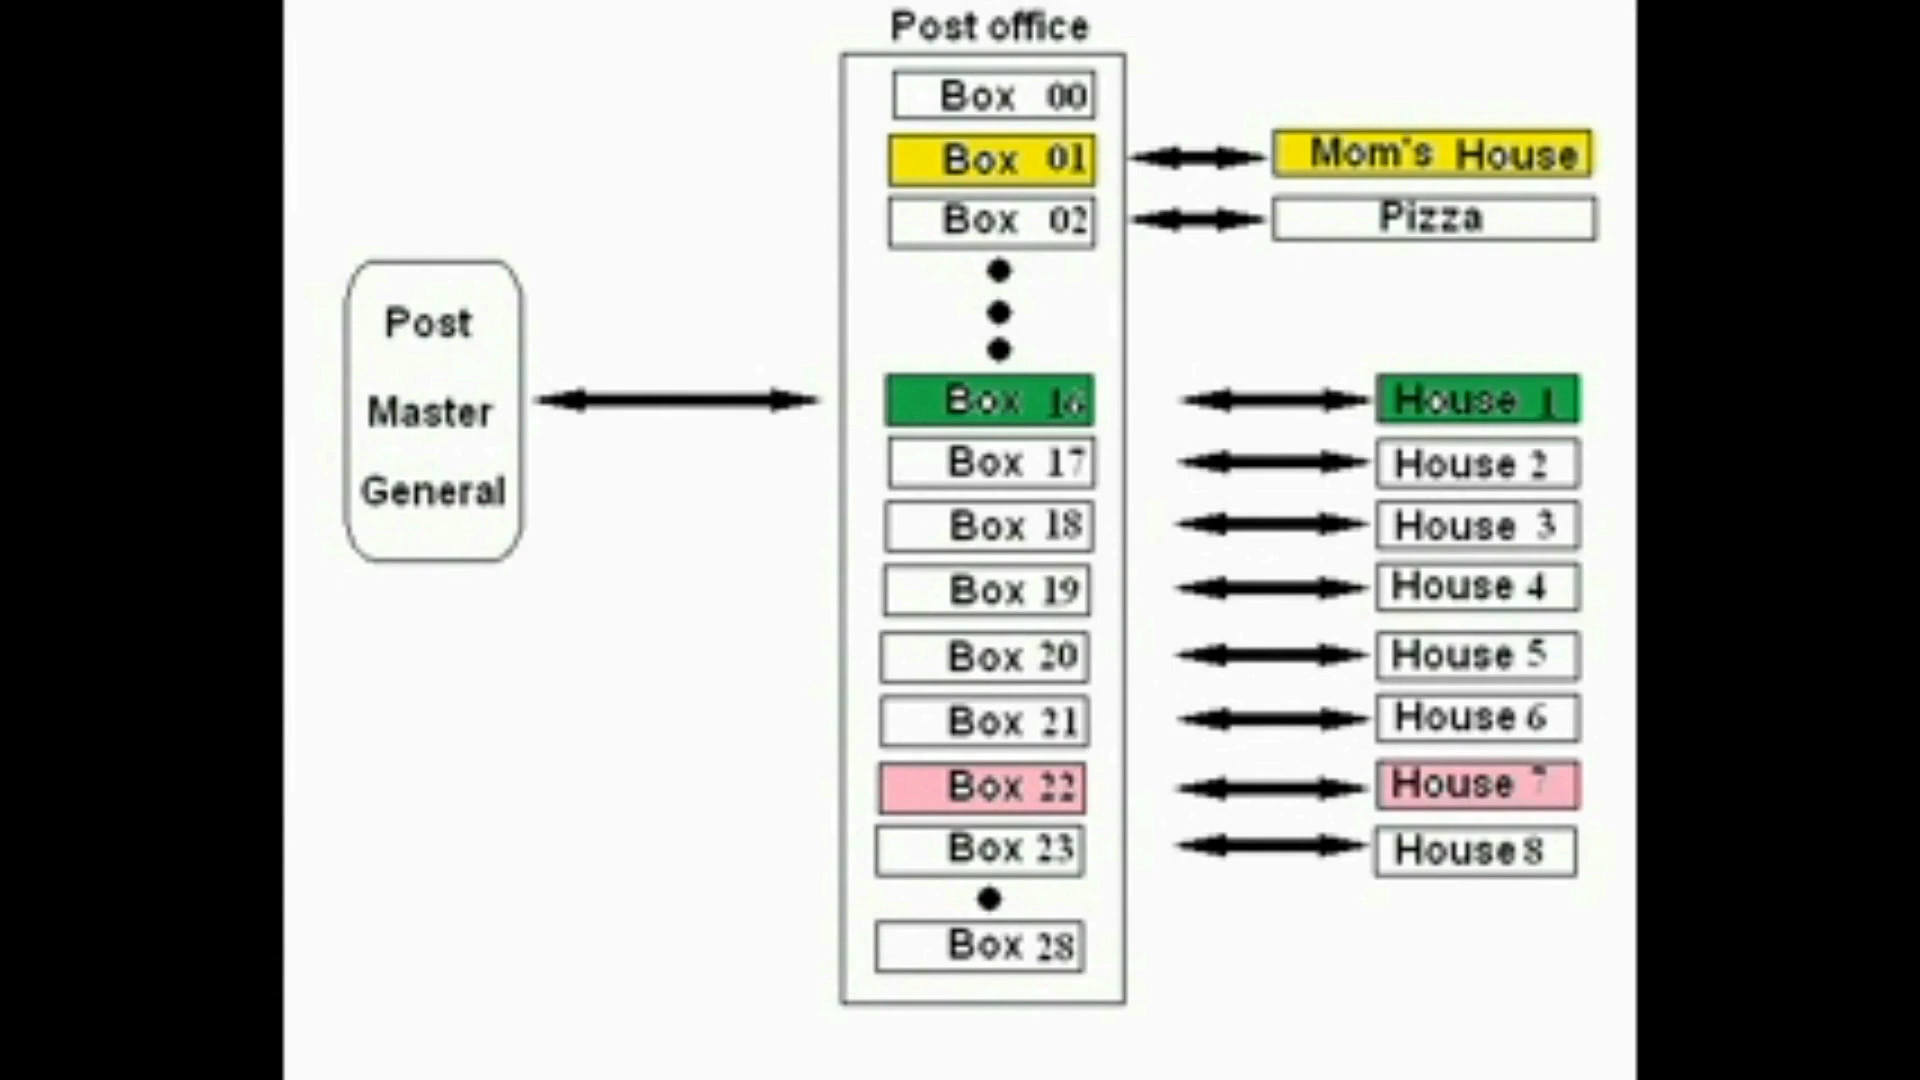 Post office
Box 00
Box 01
Mom's House
Box 02
Pizza
Post
Master
General
Box 16
House 1
Box 17
House 2
Box 18
House 3
Box 19
House 4
Box 20
House 5
Box 21
House 6
Box 22
House 7
Box 23
House 8
Box 28